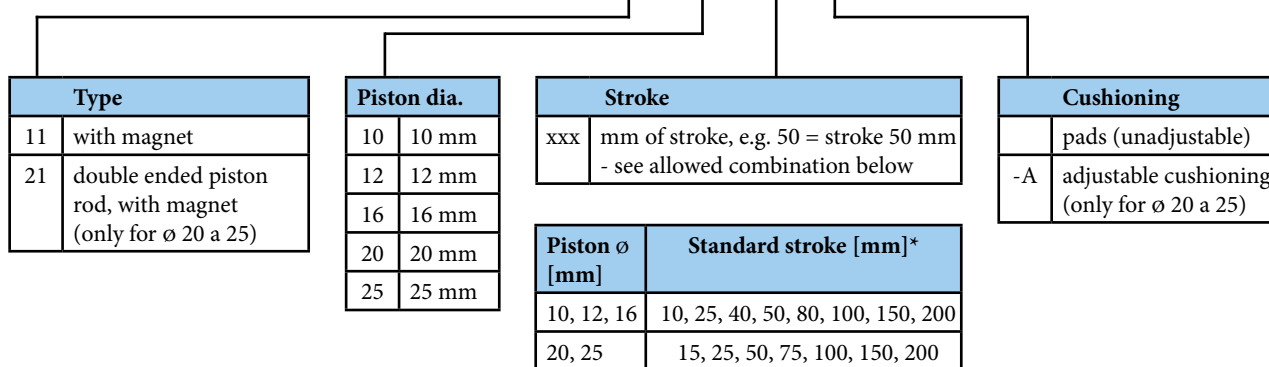 Type
11 with magnet
21 double ended piston
rod, with magnet
(only for ø 20 a 25)
Piston dia.
10 10 mm
12 12 mm
16 16 mm
20 20 mm
25 25 mm
Stroke
xxx mm of stroke, e.g. 50 = stroke 50 mm
- see allowed combination below
Piston ø
[mm]
Standard stroke [mm]*
10, 12, 16 10, 25, 40, 50, 80, 100, 150, 200
20, 25 15, 25, 50, 75, 100, 150, 200
Cushioning
pads (unadjustable)
-A adjustable cushioning
(only for ø 20 a 25)